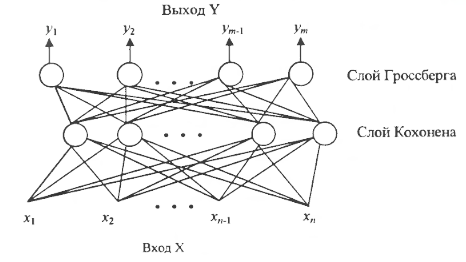 Выход Y
y1 y2 ym-1 ym
Слой Гроссберга
Слой Кохонена
x1 x2 xn-1 xn
Вход X